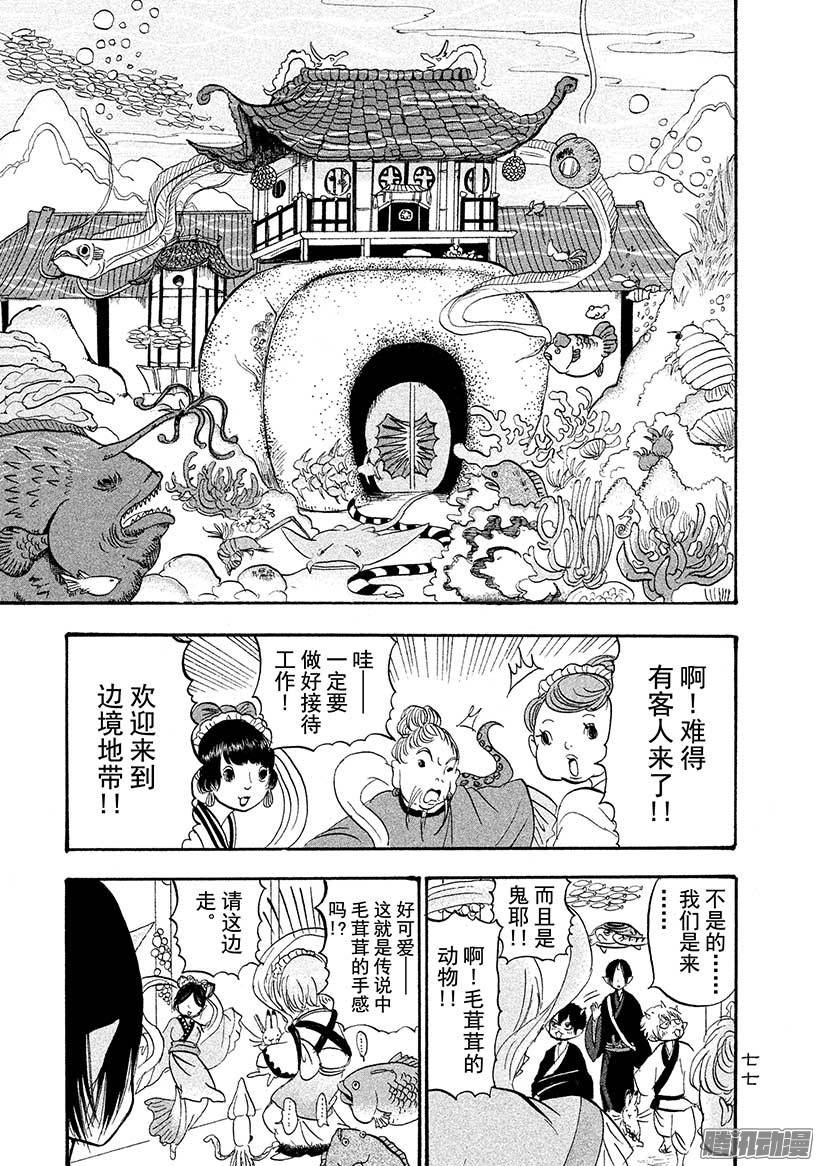 啊！难得
有客人来了!!
哇——
一定要
做好接待
工作！
欢迎来到
边境地带!!
不是的……
我们是来
……
而且是
鬼耶!!
啊！毛茸茸的
动物!!
好可爱——
这就是传说中
毛茸茸的手感
吗!?
请这边
走。
七七
腾讯动漫